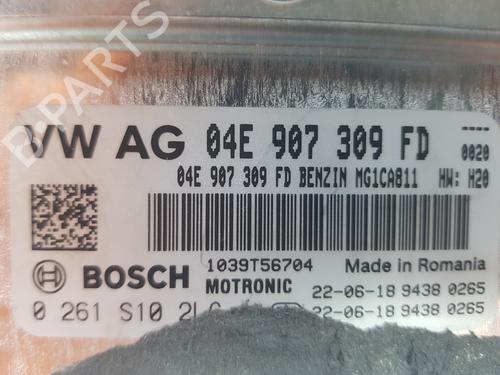 B PARTS
VW AG 04E 907 309 FD ----
0020
04E 907 309 FD BENZIN MG1CA811 HW: H20
BOSCH 1039T56704 Made in Romania
MOTRONIC 22-06-18 9438 0265
0 261 S10 22-06-18 9438 0265